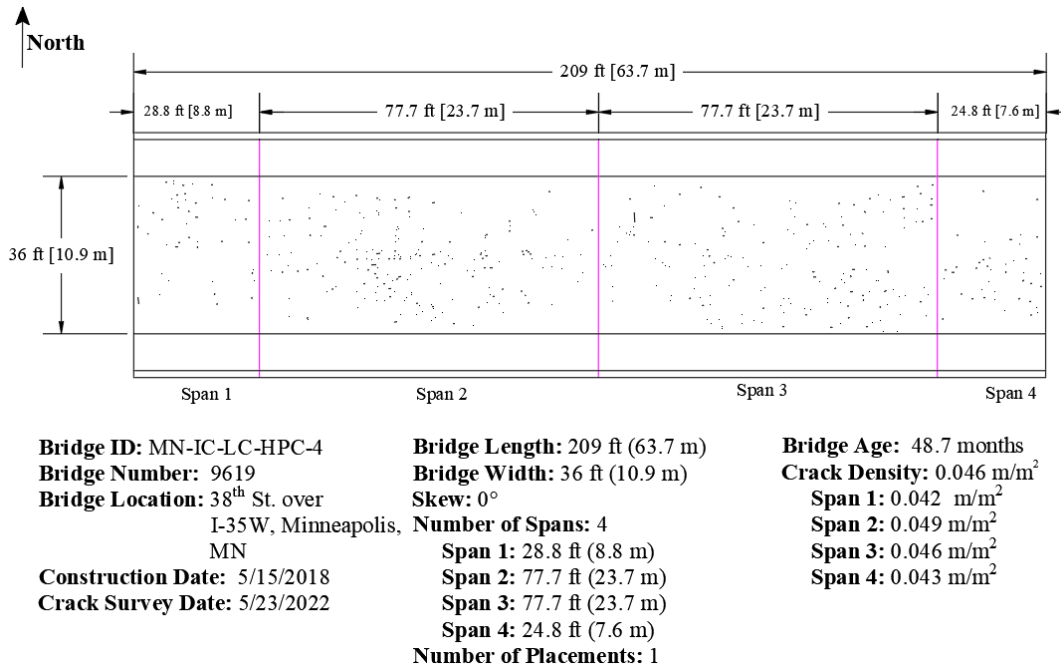 North
209 ft [63.7 m]
28.8 ft [8.8 m]
77.7 ft [23.7 m]
77.7 ft [23.7 m]
24.8 ft [7.6 m]
36 ft [10.9 m]
Span 1
Span 2
Span 3
Span 4
Bridge ID: MN-IC-LC-HPC-4
Bridge Number: 9619
Bridge Location: 38th St. over
I-35W, Minneapolis,
MN
Construction Date: 5/15/2018
Crack Survey Date: 5/23/2022
Bridge Length: 209 ft (63.7 m)
Bridge Width: 36 ft (10.9 m)
Skew: 0°
Number of Spans: 4
Span 1: 28.8 ft (8.8 m)
Span 2: 77.7 ft (23.7 m)
Span 3: 77.7 ft (23.7 m)
Span 4: 24.8 ft (7.6 m)
Number of Placements: 1
Bridge Age: 48.7 months
Crack Density: 0.046 m/m²
Span 1: 0.042 m/m²
Span 2: 0.049 m/m²
Span 3: 0.046 m/m²
Span 4: 0.043 m/m²